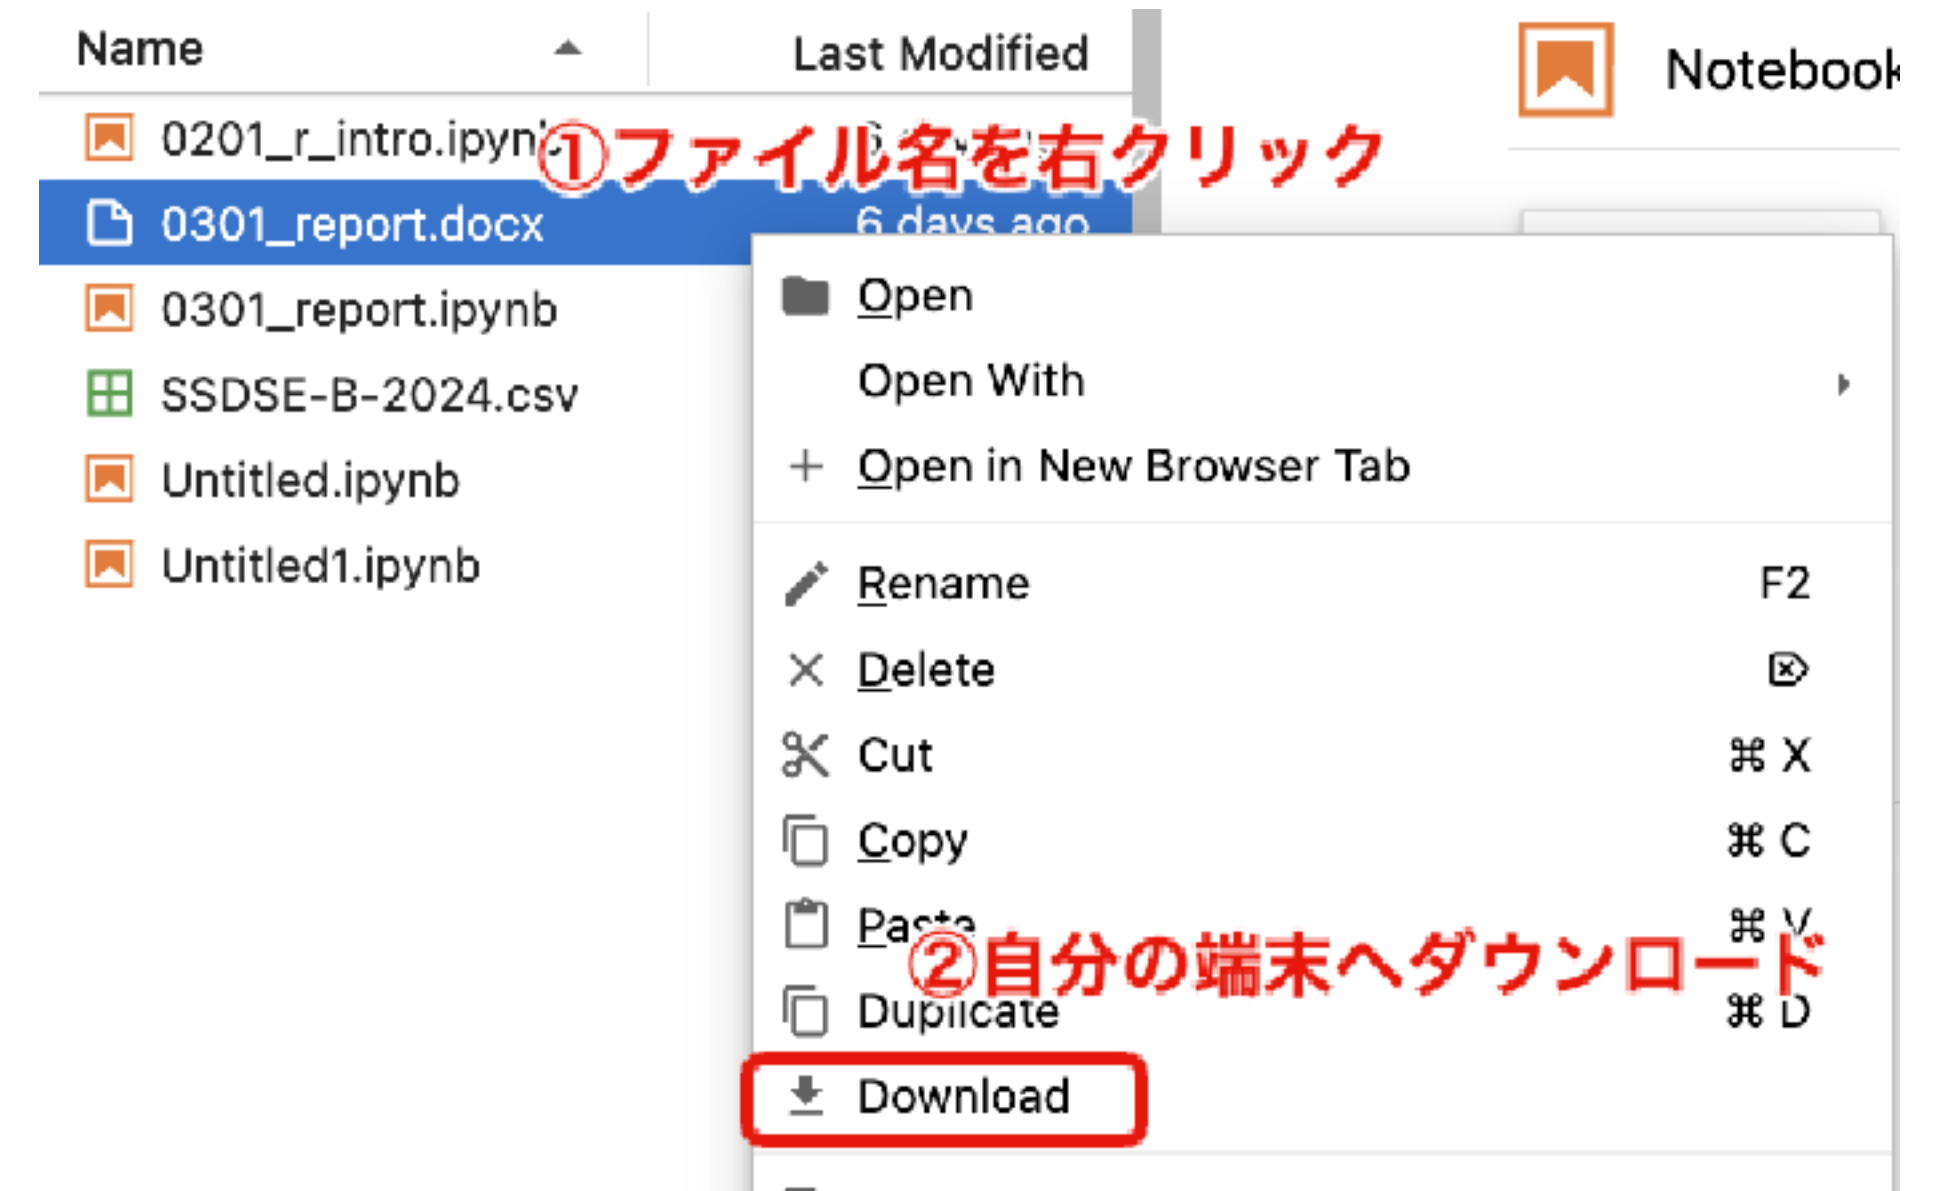 Name
Last Modified
Notebook
0201_r_intro.ipynb
①ファイル名を右クリック
0301_report.docx
6 days ago
0301_report.ipynb
SSDSE-B-2024.csv
Untitled.ipynb
Untitled1.ipynb
Open
Open With
Open in New Browser Tab
Rename F2
Delete
Cut ⌘ X
Copy ⌘ C
Paste ⌘ V
②自分の端末へダウンロード
Duplicate ⌘ D
Download